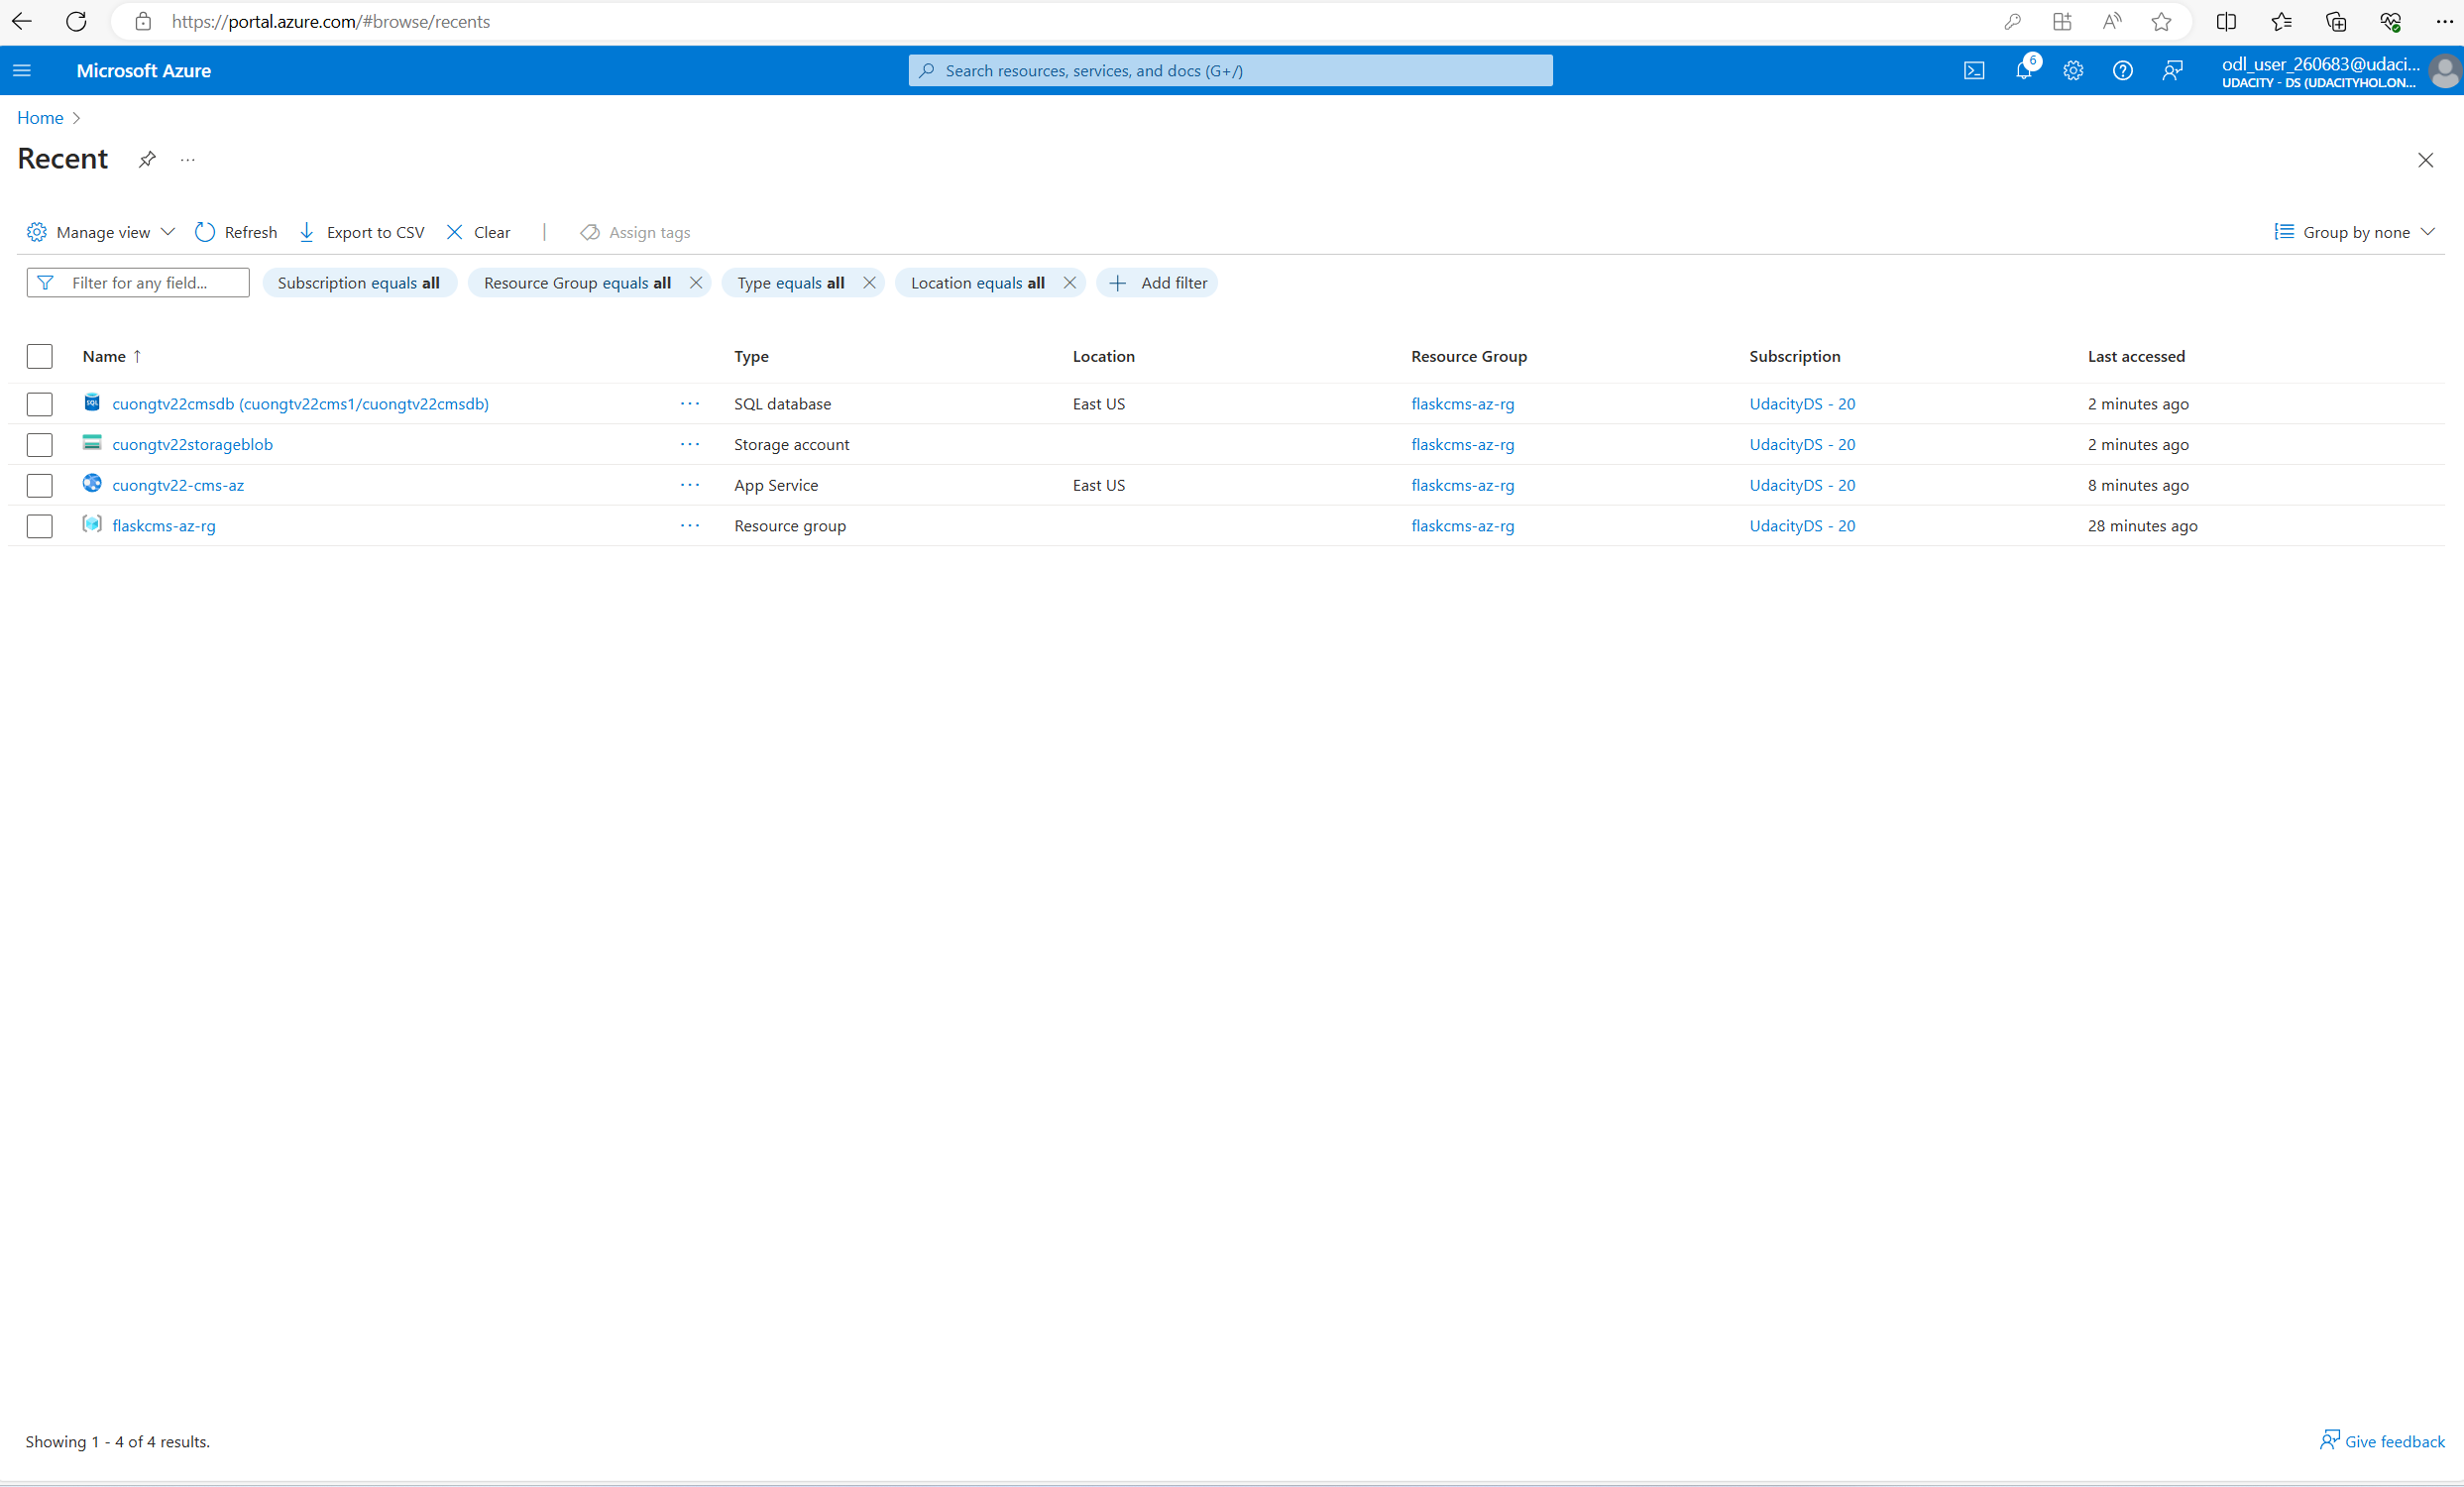 https://portal.azure.com/#browse/recents
Microsoft Azure
Search resources, services, and docs (G+/)
6
odl_user_260683@udaci...
UDACITY - DS (UDACITYHOL.ON...
Home
Recent
Manage view
Refresh
Export to CSV
Clear
Assign tags
Group by none
Filter for any field...
Subscription equals all
Resource Group equals all
Type equals all
Location equals all
Add filter
Name ↑ Type Location Resource Group Subscription Last accessed
SQL cuongtv22cmsdb (cuongtv22cms1/cuongtv22cmsdb) ... SQL database East US flaskcms-az-rg UdacityDS - 20 2 minutes ago
cuongtv22storageblob ... Storage account flaskcms-az-rg UdacityDS - 20 2 minutes ago
cuongtv22-cms-az ... App Service East US flaskcms-az-rg UdacityDS - 20 8 minutes ago
flaskcms-az-rg ... Resource group flaskcms-az-rg UdacityDS - 20 28 minutes ago
Showing 1 - 4 of 4 results.
Give feedback